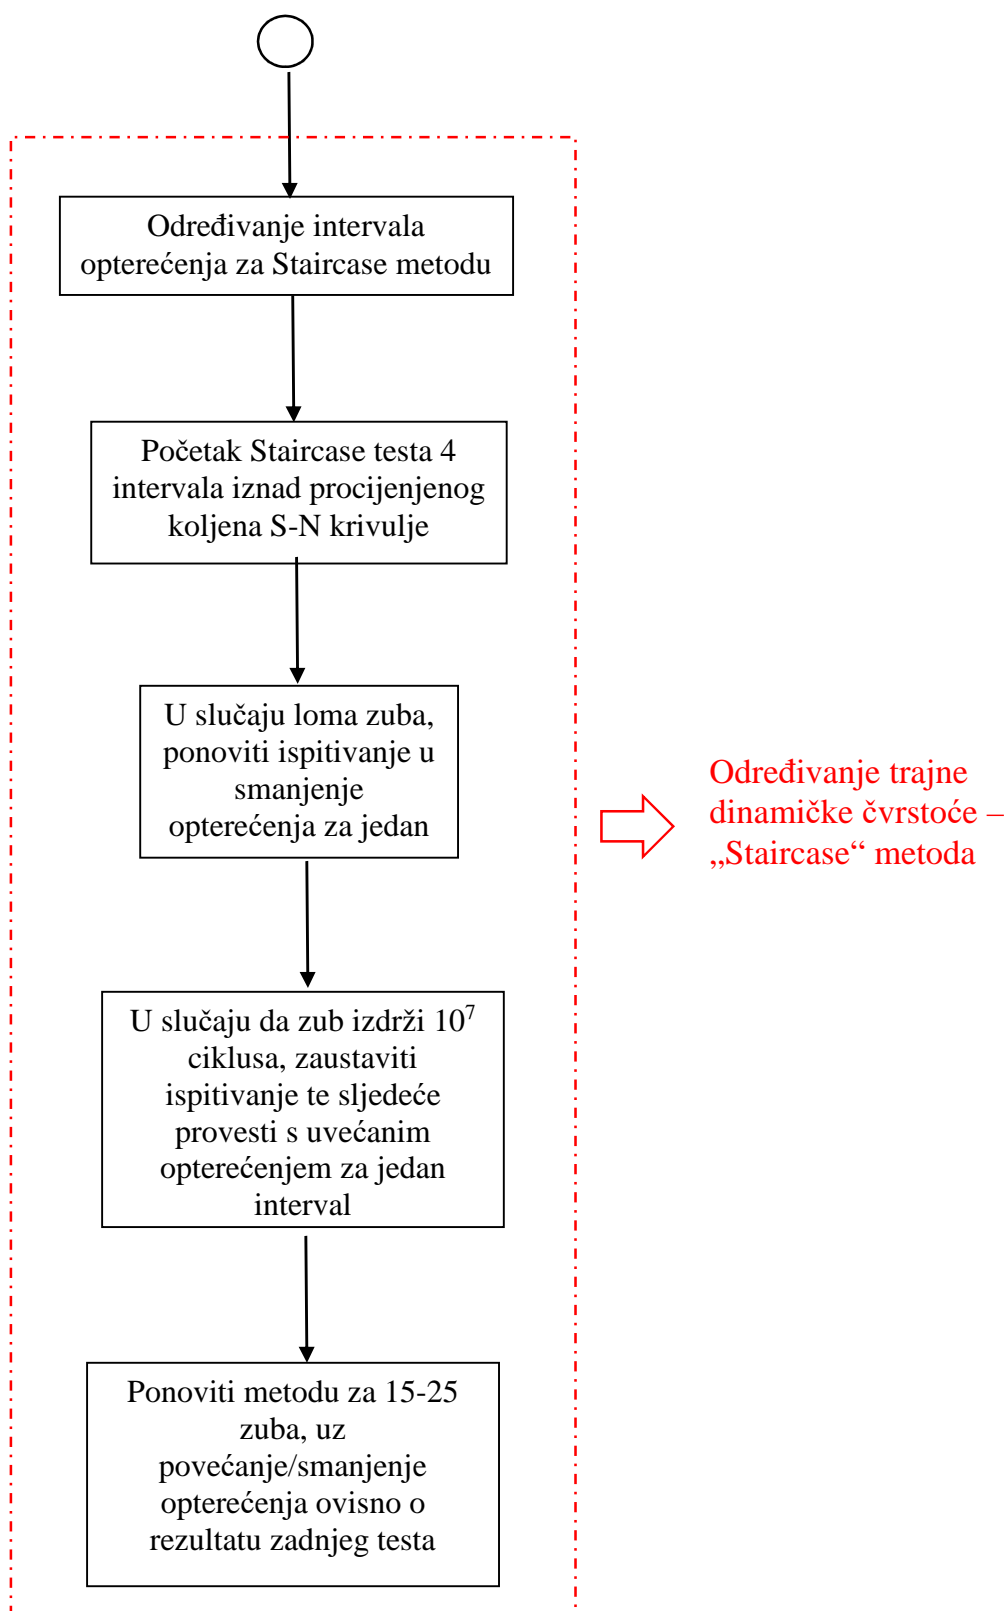 Određivanje intervala
opterećenja za Staircase metodu
Početak Staircase testa 4
intervala iznad procijenjenog
koljena S-N krivulje
U slučaju loma zuba,
ponoviti ispitivanje u
smanjenje
opterećenja za jedan
Određivanje trajne
dinamičke čvrstoće –
„Staircase“ metoda
U slučaju da zub izdrži 10⁷
ciklusa, zaustaviti
ispitivanje te sljedeće
provesti s uvećanim
opterećenjem za jedan
interval
Ponoviti metodu za 15-25
zuba, uz
povećanje/smanjenje
opterećenja ovisno o
rezultatu zadnjeg testa